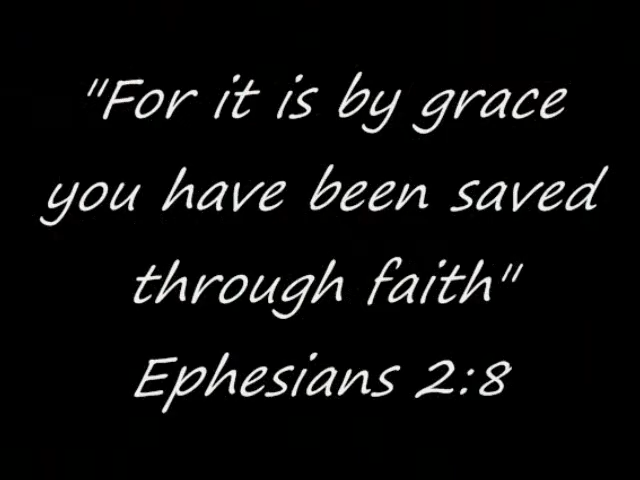 "For it is by grace
you have been saved
through faith"
Ephesians 2:8